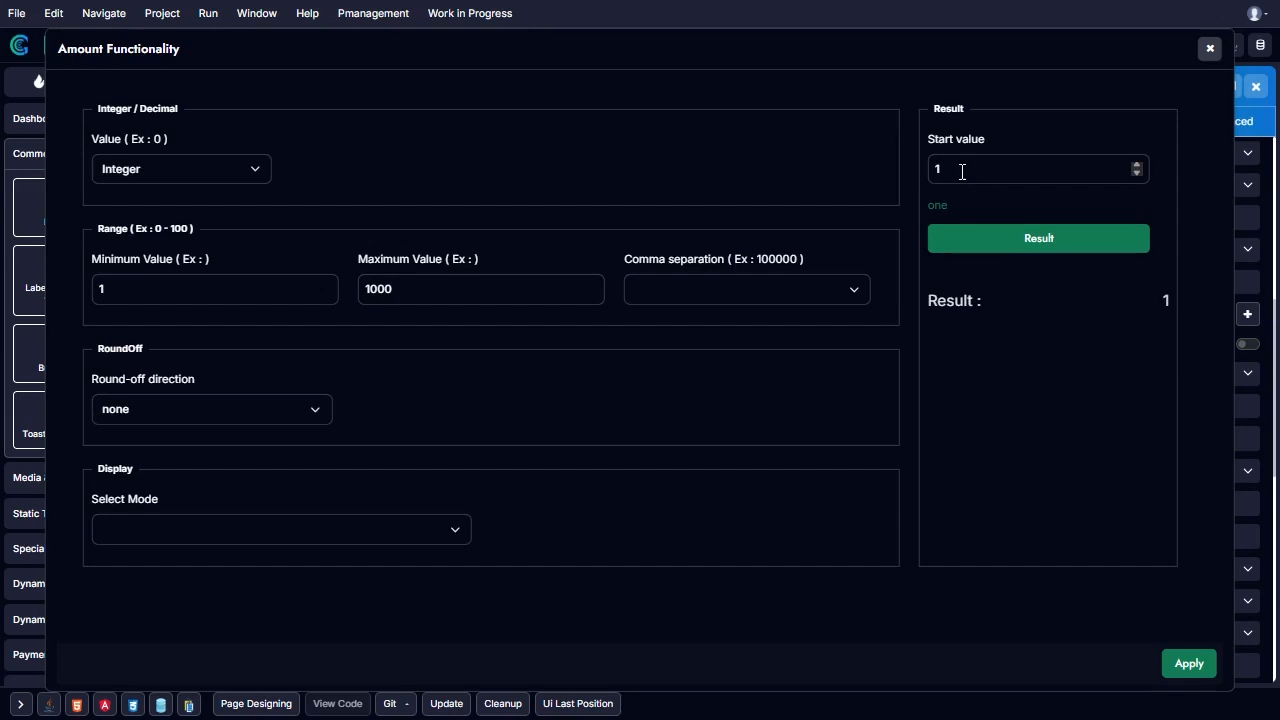 File Edit Navigate Project Run Window Help Pmanagement Work in Progress
Amount Functionality
Integer / Decimal
Value ( Ex : 0 )
Integer
Range ( Ex : 0 - 100 )
Minimum Value ( Ex : )
Maximum Value ( Ex : )
Comma separation ( Ex : 100000 )
1
1000
RoundOff
Round-off direction
none
Display
Select Mode
Result
Start value
1
one
Result
Result :
1
Apply
Dashbo
Commo
Labe
B
Toast
Media &
Static T
Specia
Dynam
Dynam
Payme
ced
Page Designing View Code Git Update Cleanup Ui Last Position